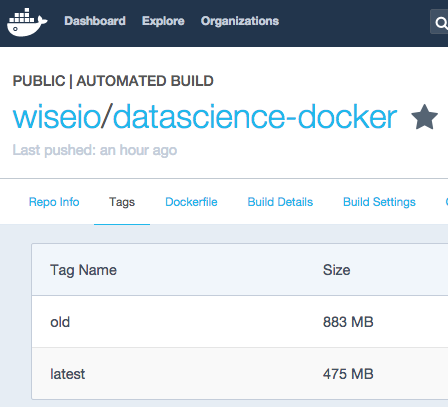 Dashboard Explore Organizations
PUBLIC | AUTOMATED BUILD
wiseio/datascience-docker
Last pushed: an hour ago
Repo Info Tags Dockerfile Build Details Build Settings
Tag Name Size
old 883 MB
latest 475 MB